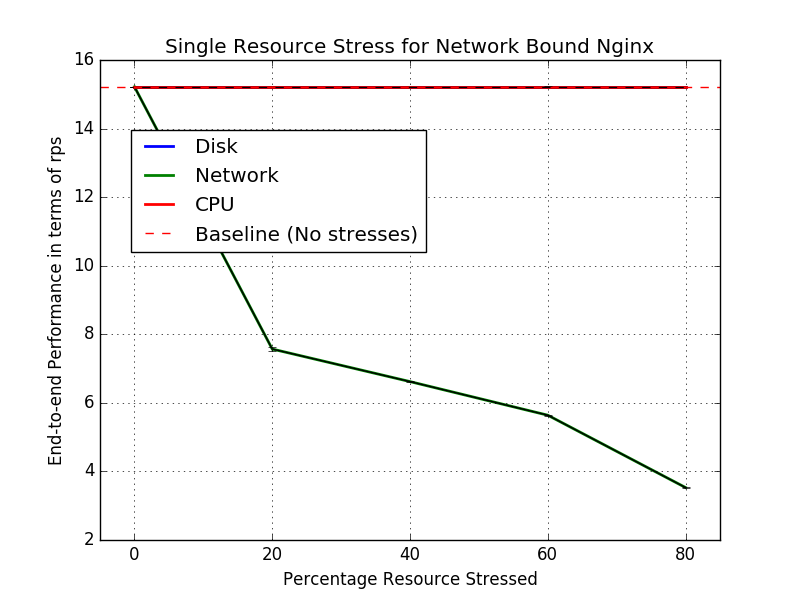 Single Resource Stress for Network Bound Nginx
End-to-end Performance in terms of rps
16
14
12
10
8
6
4
2
Disk
Network
CPU
Baseline (No stresses)
0 20 40 60 80
Percentage Resource Stressed